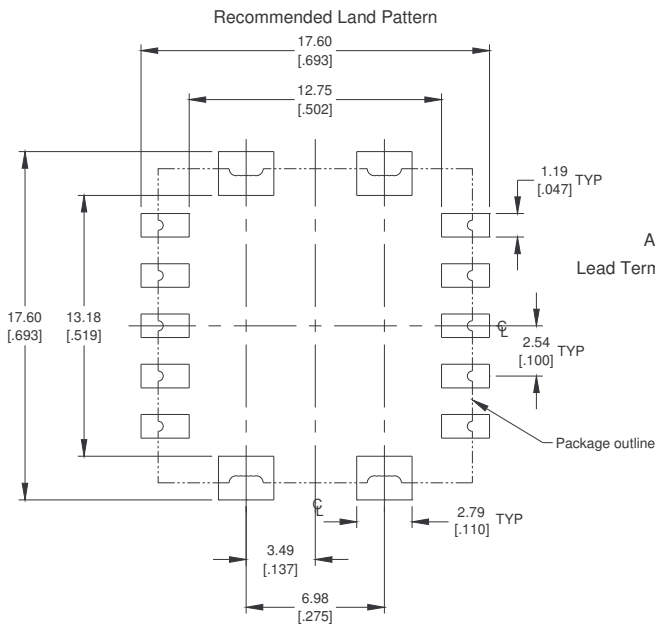 Recommended Land Pattern
17.60
[.693]
12.75
[.502]
1.19
[.047]
TYP
A
Lead Term
17.60
[.693]
13.18
[.519]
℄
2.54
[.100]
TYP
Package outline
℄
2.79
[.110]
TYP
3.49
[.137]
6.98
[.275]